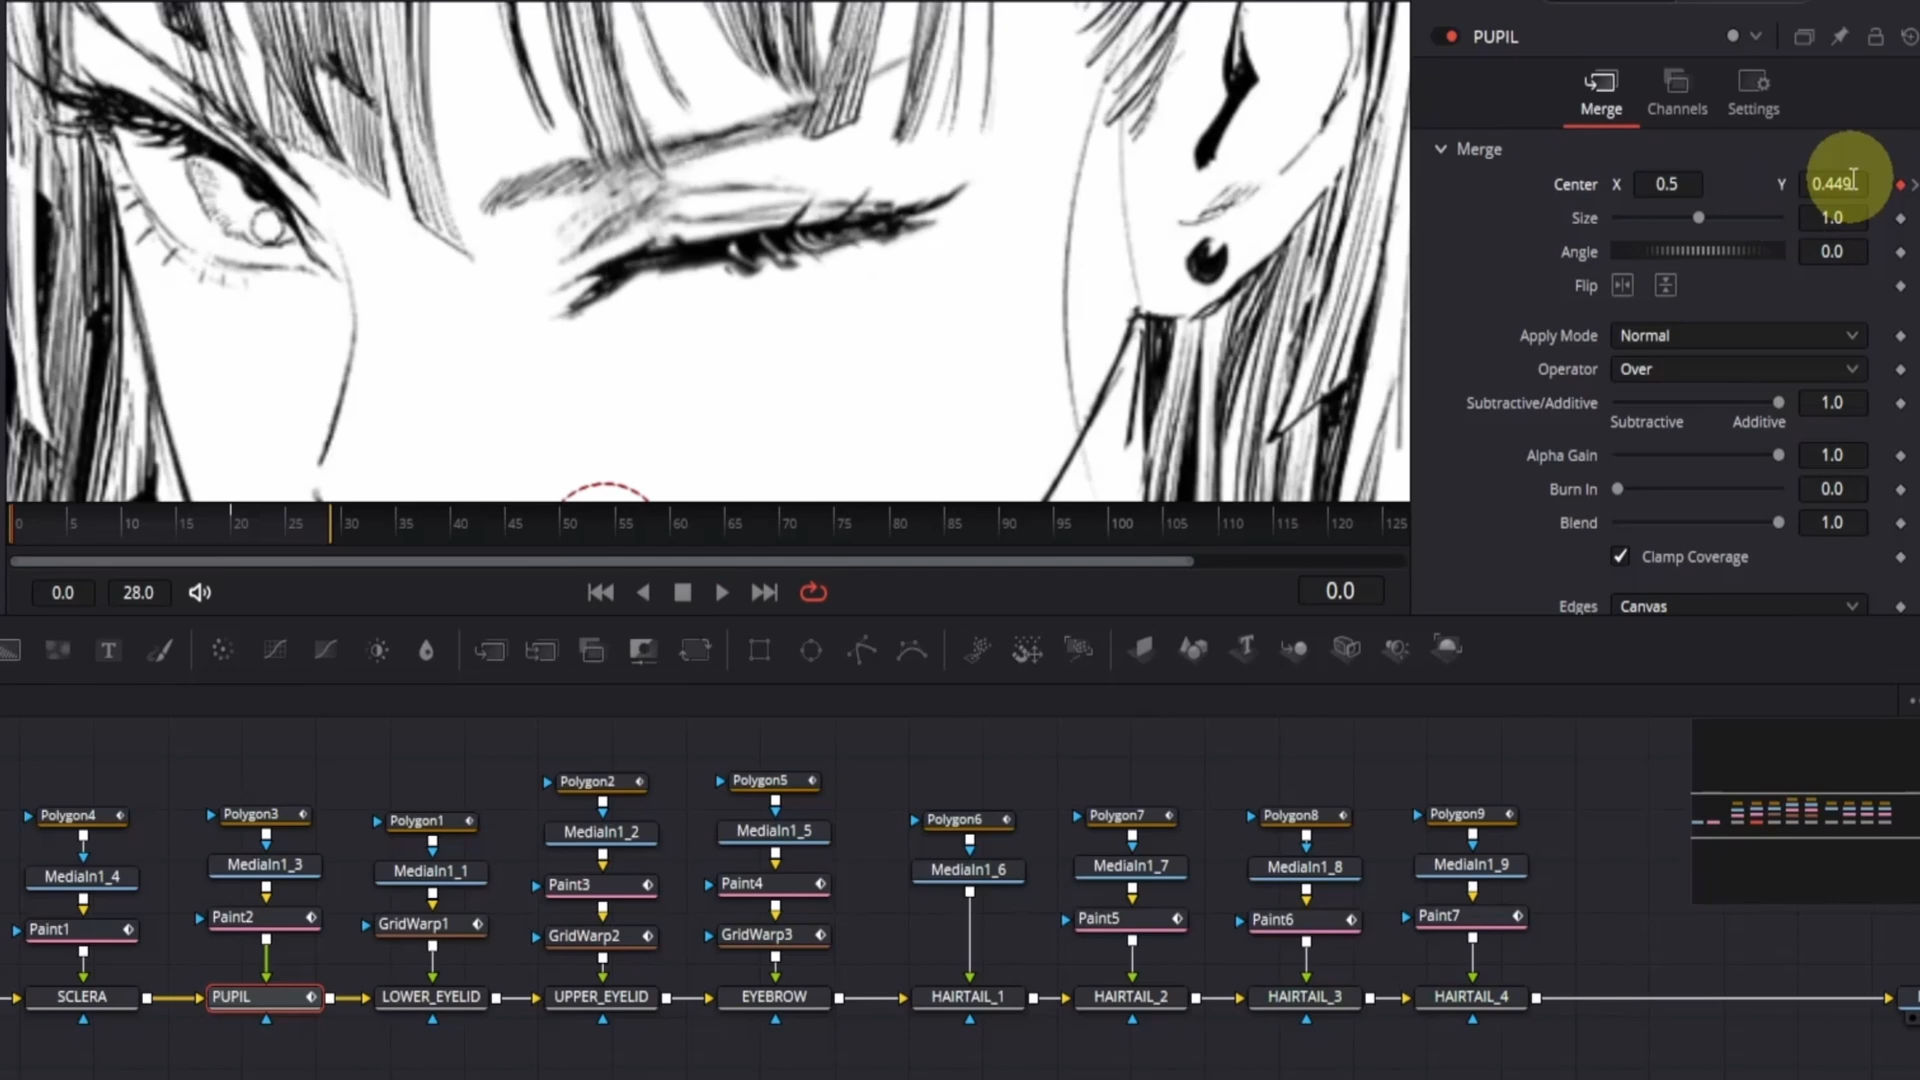 PUPIL
Merge Channels Settings
Merge
Center X 0.5 Y 0.449
Size 1.0
Angle 0.0
Flip
Apply Mode Normal
Operator Over
Subtractive/Additive 1.0
Subtractive Additive
Alpha Gain 1.0
Burn In 0.0
Blend 1.0
Clamp Coverage
Edges Canvas
0 5 10 15 20 25 30 35 40 45 50 55 60 65 70 75 80 85 90 95 100 105 110 115 120 125
0.0 28.0 0.0
T T
Polygon2 Polygon5
Polygon4 Polygon3 Polygon1 Polygon6 Polygon7 Polygon8 Polygon9
MediaIn1_2 MediaIn1_5
MediaIn1_4 MediaIn1_3 MediaIn1_1 MediaIn1_6 MediaIn1_7 MediaIn1_8 MediaIn1_9
Paint3 Paint4
Paint1 Paint2 GridWarp1 Paint5 Paint6 Paint7
GridWarp2 GridWarp3
SCLERA PUPIL LOWER_EYELID UPPER_EYELID EYEBROW HAIRTAIL_1 HAIRTAIL_2 HAIRTAIL_3 HAIRTAIL_4